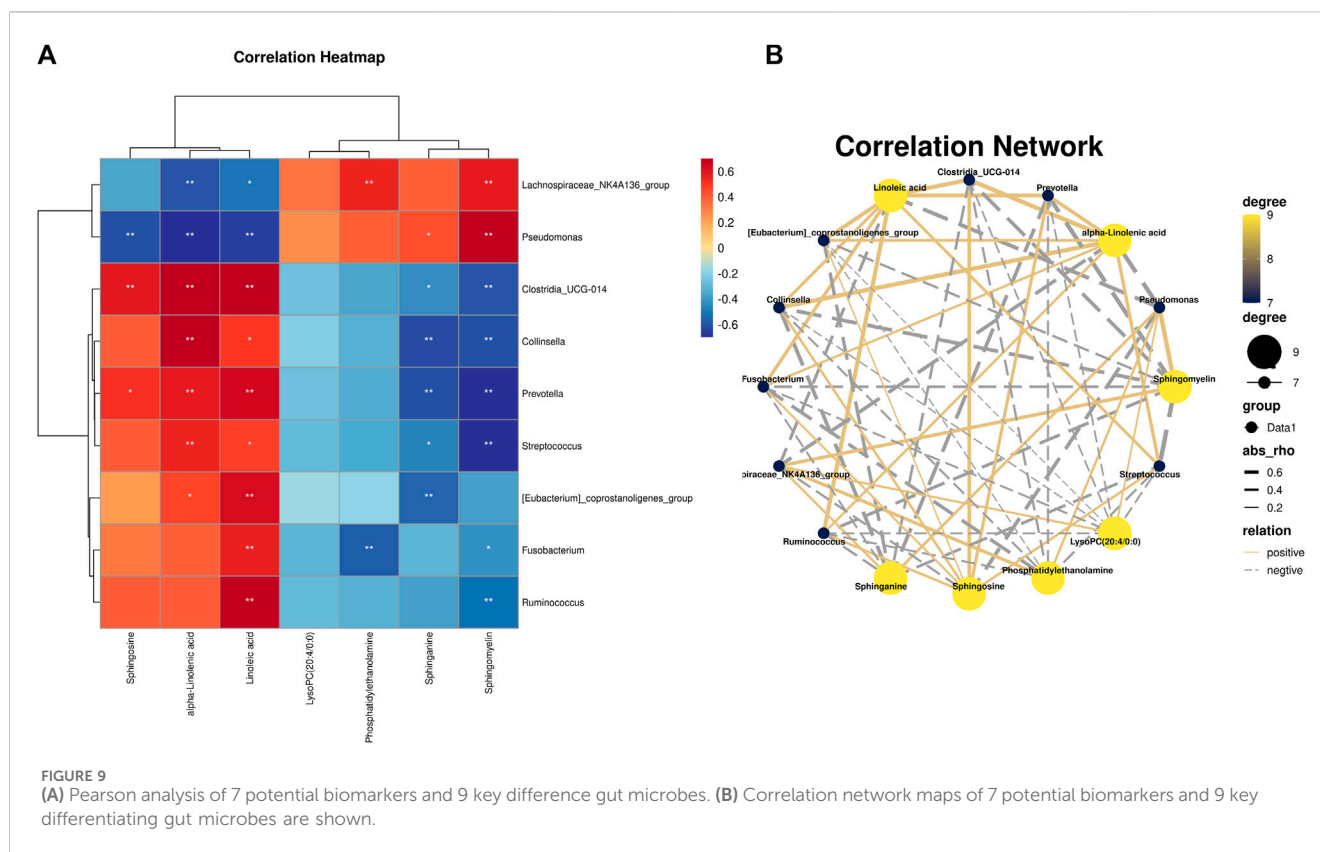 A
Correlation Heatmap
0.6
0.4
0.2
0
-0.2
-0.4
-0.6
** * ** **
Lachnospiraceae_NK4A136_group
** ** ** * **
Pseudomonas
** ** ** * **
Clostridia_UCG-014
** * ** **
Collinsella
* ** ** ** **
Prevotella
** * * **
Streptococcus
* ** **
[Eubacterium]_coprostanoligenes_group
** ** *
Fusobacterium
** **
Ruminococcus
Sphingosine
alpha-Linolenic acid
Linoleic acid
LysoPC(20:4/0:0)
Phosphatidylethanolamine
Sphinganine
Sphingomyelin
B
Correlation Network
Clostridia_UCG-014
Linoleic acid
Prevotella
[Eubacterium]_coprostanoligenes_group
alpha-Linolenic acid
Collinsella
Pseudomonas
Fusobacterium
Sphingomyelin
piraceae_NK4A136_group
Streptococcus
Ruminococcus
LysoPC(20:4/0:0)
Sphinganine
Sphingosine
Phosphatidylethanolamine
degree
9
8
7
degree
9
7
group
Data1
abs_rho
0.6
0.4
0.2
relation
positive
negtive
FIGURE 9
(A) Pearson analysis of 7 potential biomarkers and 9 key difference gut microbes. (B) Correlation network maps of 7 potential biomarkers and 9 key
differentiating gut microbes are shown.